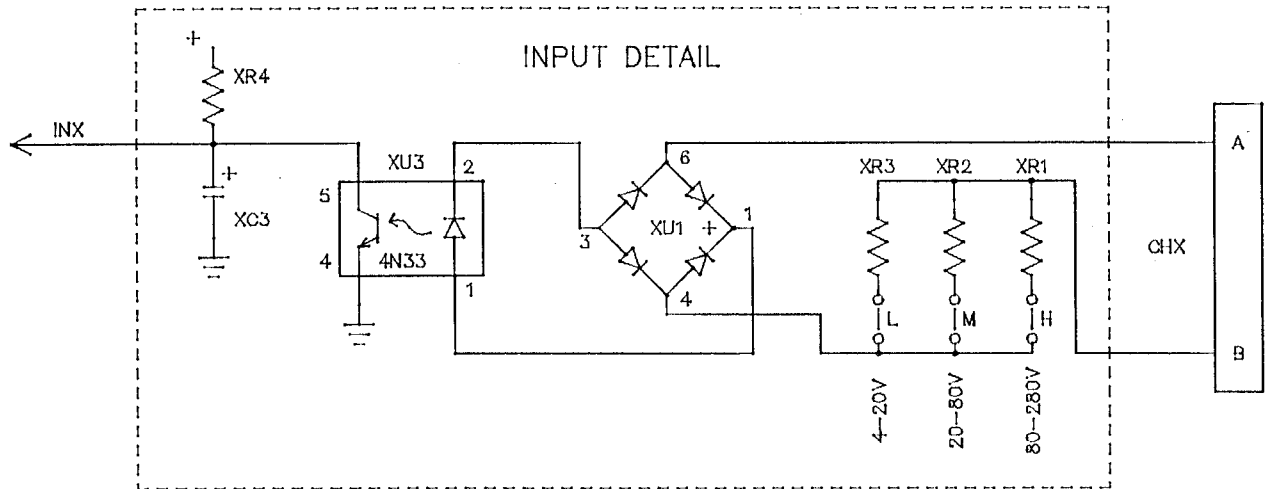 INPUT DETAIL
+
XR4
INX
+
XC3
XU3
2
5
4
4N33
1
6
3
XU1
+
1
4
XR3
XR2
XR1
L
M
H
4-20V
20-80V
80-280V
CHX
A
B